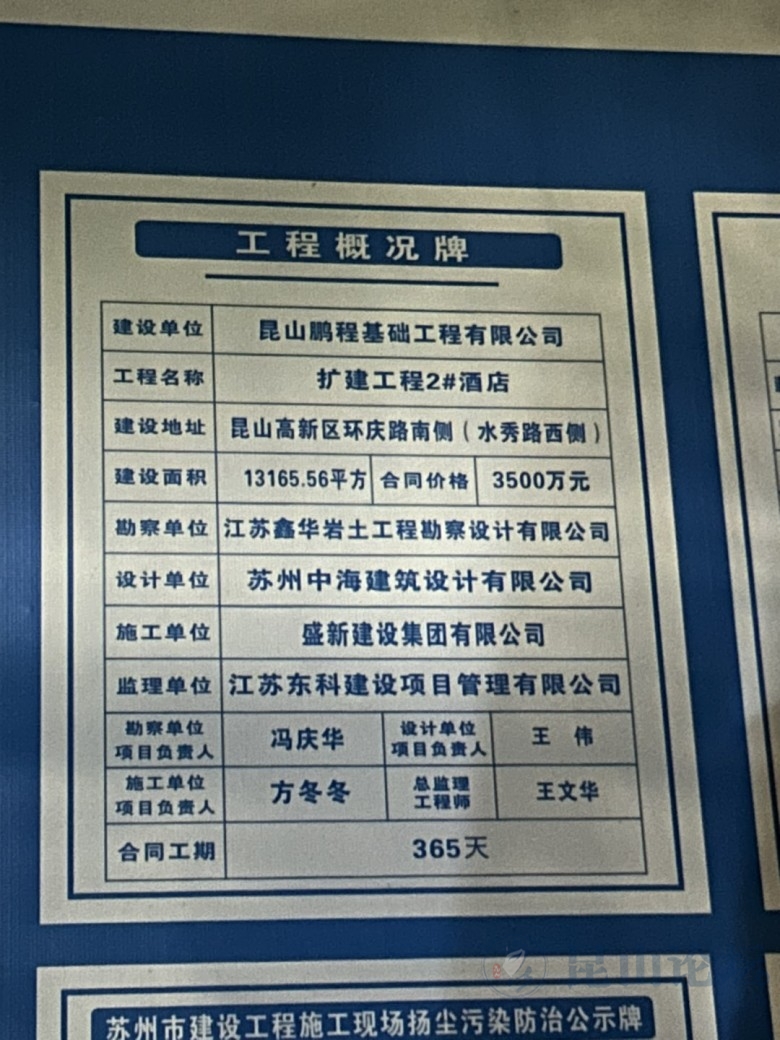 工程概况牌
建设单位 昆山鹏程基础工程有限公司
工程名称 扩建工程2#酒店
建设地址 昆山高新区环庆路南侧（水秀路西侧）
建设面积 13165.56平方 合同价格 3500万元
勘察单位 江苏鑫华岩土工程勘察设计有限公司
设计单位 苏州中海建筑设计有限公司
施工单位 盛新建设集团有限公司
监理单位 江苏东科建设项目管理有限公司
勘察单位 设计单位
项目负责人 冯庆华 项目负责人 王 伟
施工单位 总监理
项目负责人 方冬冬 工程师 王文华
合同工期 365天
昆山论
苏州市建设工程施工现场扬尘污染防治公示牌